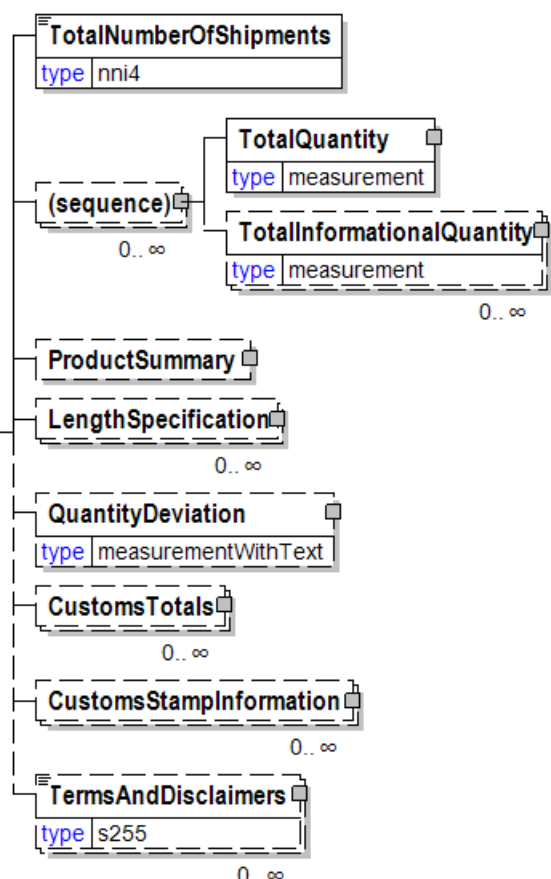 TotalNumberOfShipments
type nni4
TotalQuantity
type measurement
(sequence)
0.. ∞
TotalInformationalQuantity
type measurement
0.. ∞
ProductSummary
LengthSpecification
0.. ∞
QuantityDeviation
type measurementWithText
CustomsTotals
0.. ∞
CustomsStampInformation
0.. ∞
TermsAndDisclaimers
type s255
0.. ∞